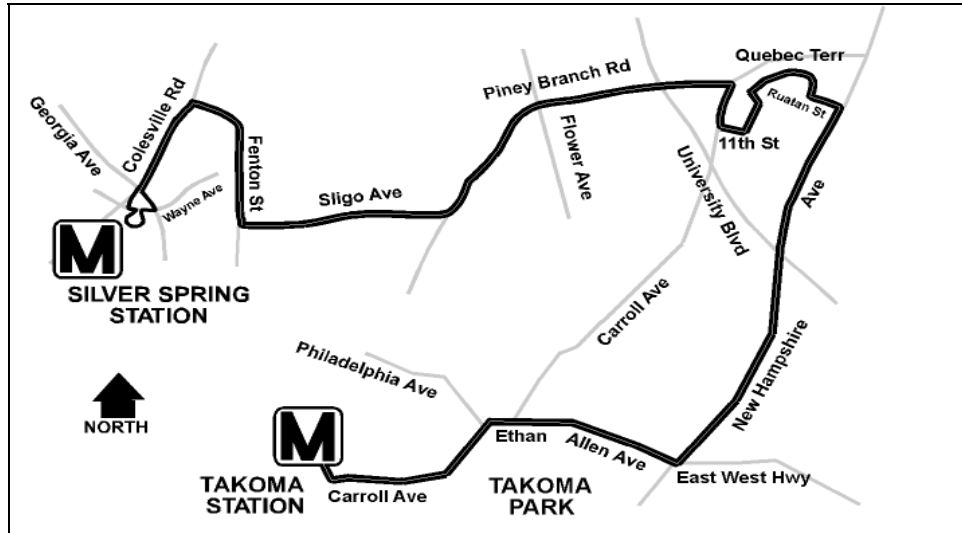 Quebec Terr
Piney Branch Rd
Ruatan St
Georgia Ave
Colesville Rd
Fenton St
Flower Ave
11th St
University Blvd
Wayne Ave
Sligo Ave
Ave
M
SILVER SPRING
STATION
Carroll Ave
New Hampshire
Philadelphia Ave
NORTH
M
Ethan
Allen Ave
East West Hwy
TAKOMA
STATION
Carroll Ave
TAKOMA
PARK